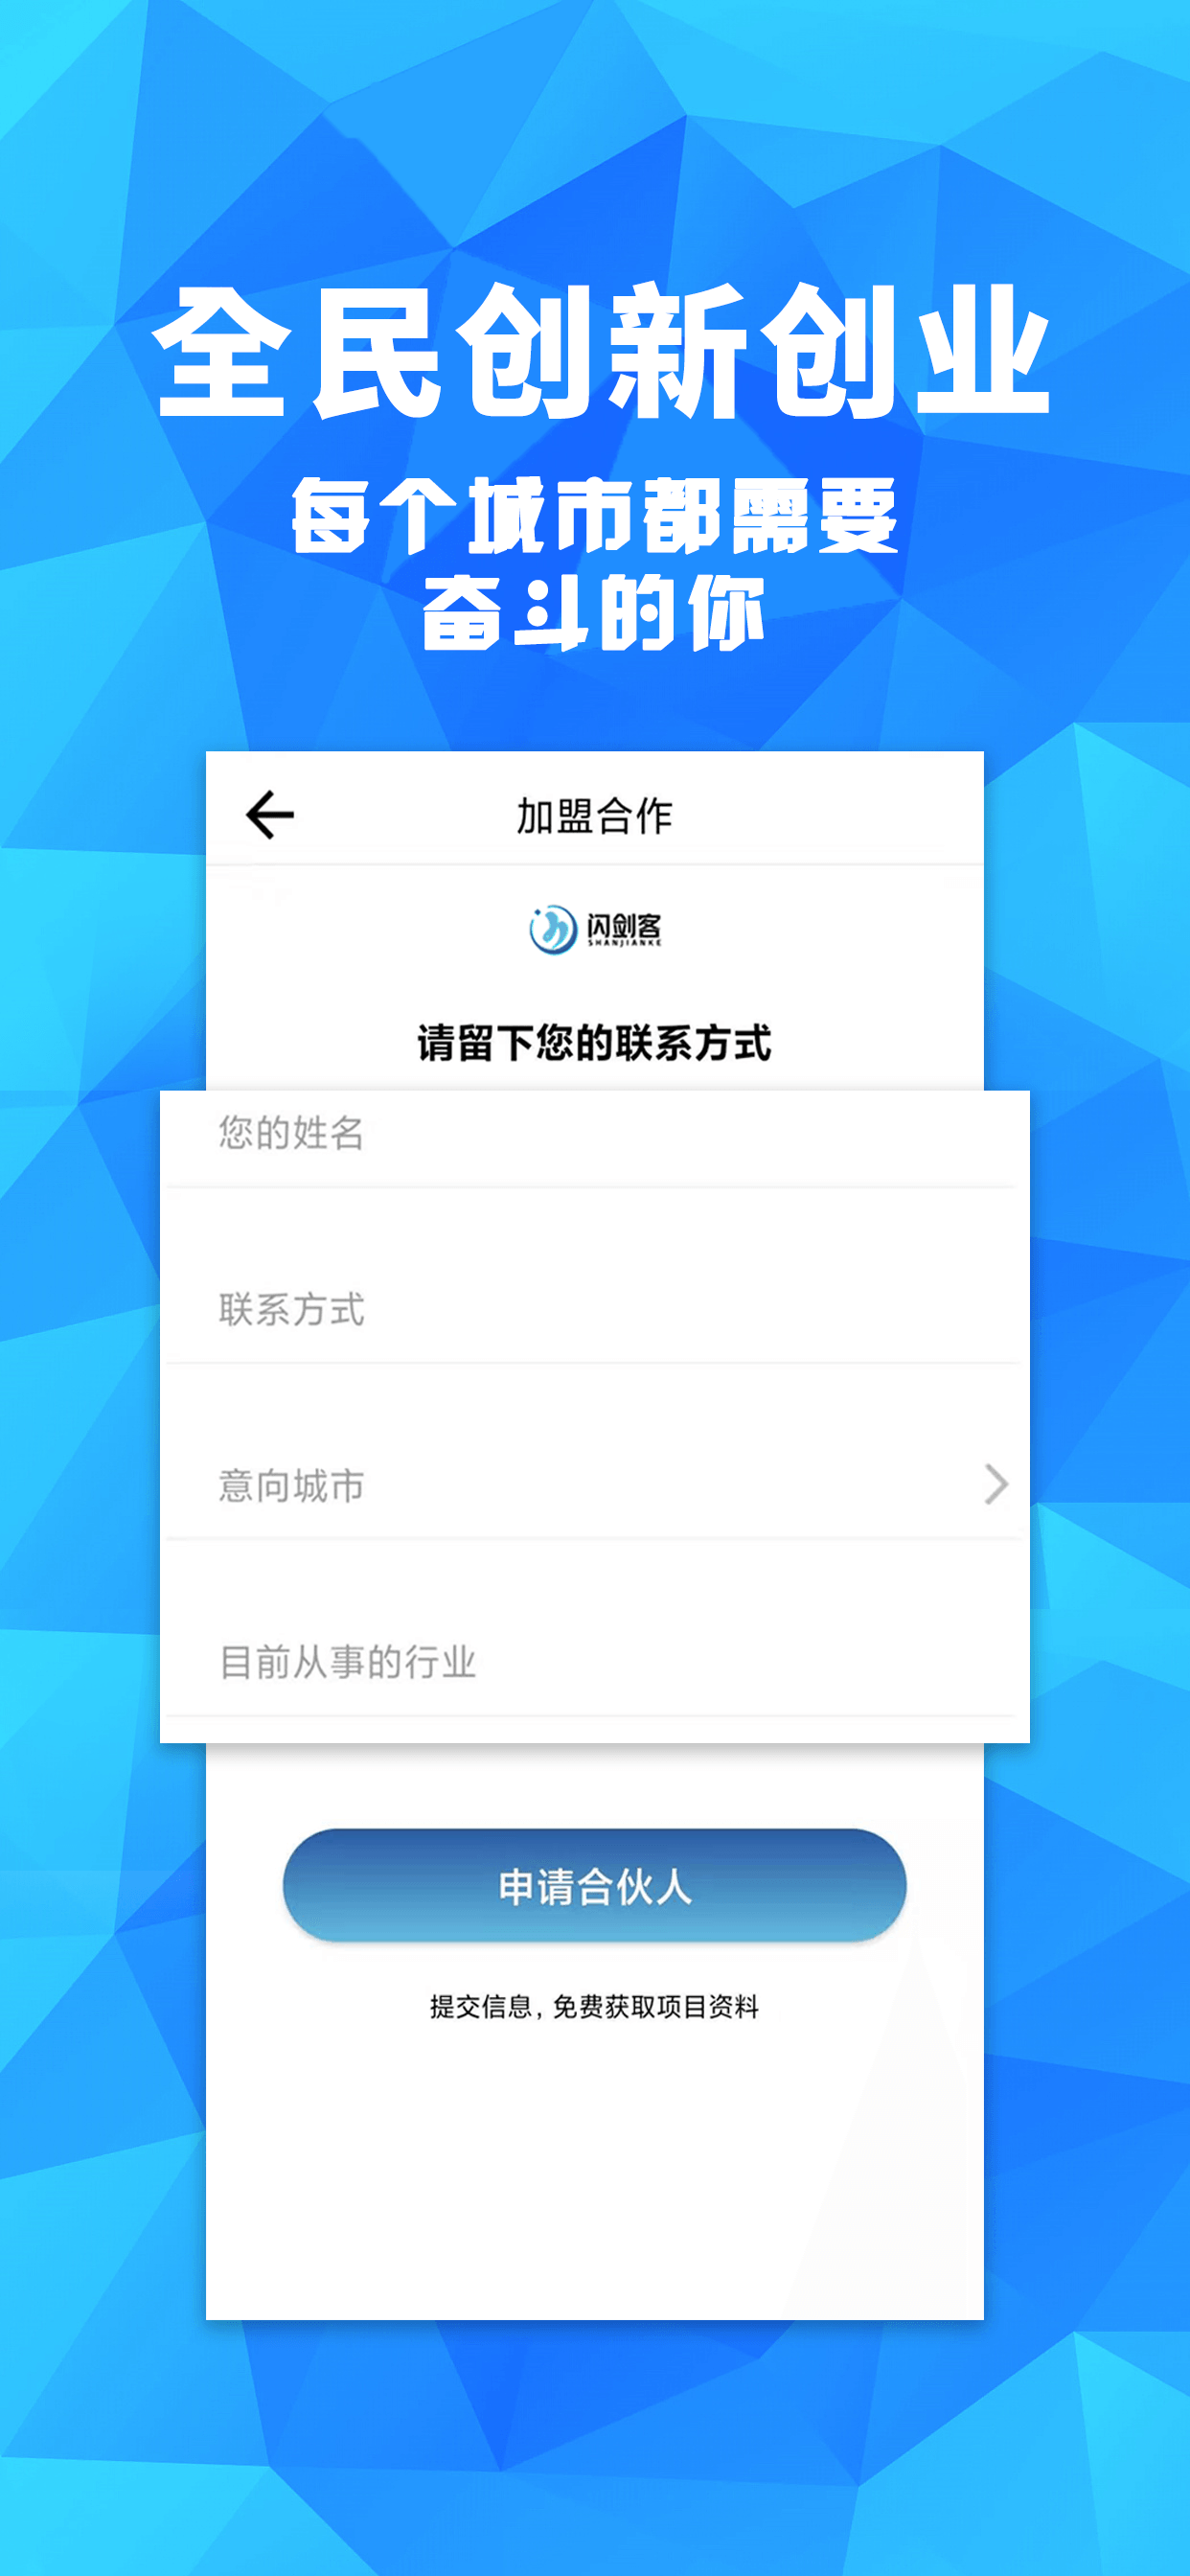 全民创新创业
每个城市都需要
奋斗的你
加盟合作
闪剑客
SHANJIANKE
请留下您的联系方式
您的姓名
联系方式
意向城市
目前从事的行业
申请合伙人
提交信息，免费获取项目资料